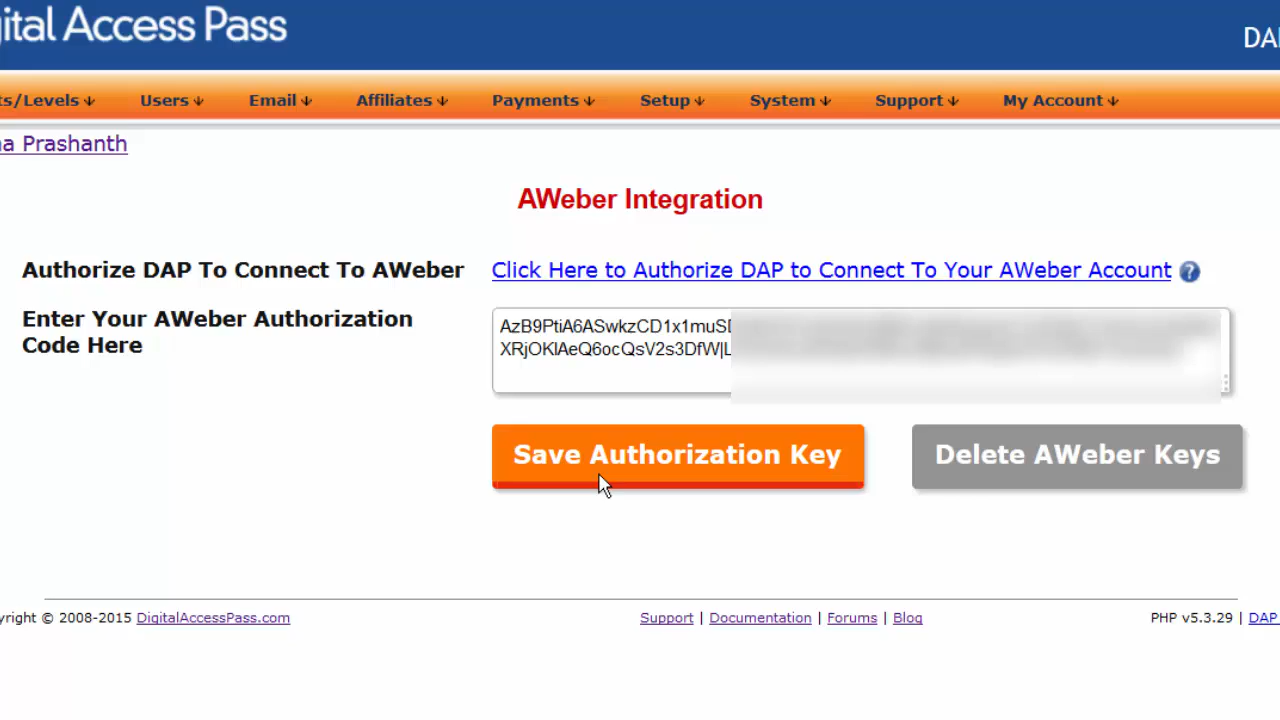 gital Access Pass
DA
ts/Levels Users Email Affiliates Payments Setup System Support My Account
na Prashanth
AWeber Integration
Authorize DAP To Connect To AWeber Click Here to Authorize DAP to Connect To Your AWeber Account ?
Enter Your AWeber Authorization
Code Here
AzB9PtiA6ASwkzCD1x1muS
XRjOKlAeQ6ocQsV2s3DfW|L
Save Authorization Key Delete AWeber Keys
yright © 2008-2015 DigitalAccessPass.com Support | Documentation | Forums | Blog PHP v5.3.29 | DAP